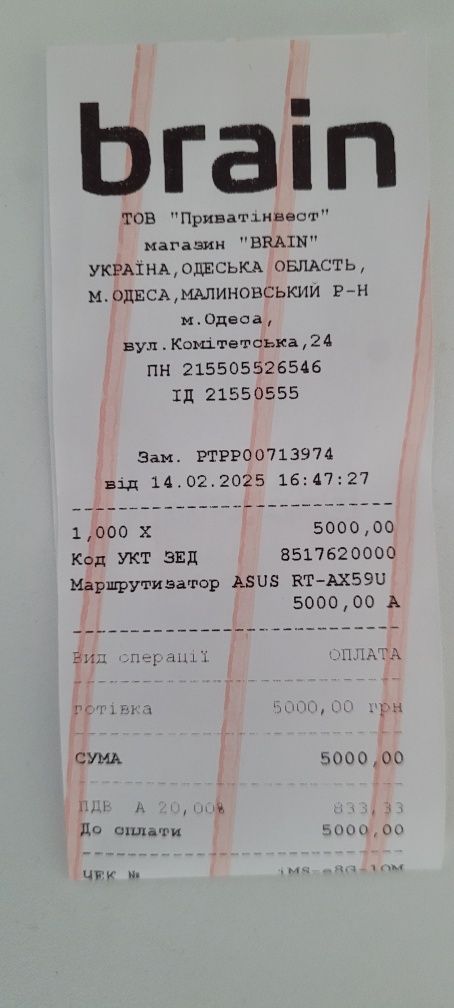 brain
ТОВ "Приватінвест"
магазин "BRAIN"
УКРАЇНА,ОДЕСЬКА ОБЛАСТЬ,
М.ОДЕСА,МАЛИНОВСЬКИЙ Р-Н
м.Одеса,
вул.Комітетська,24
ПН 215505526546
ІД 21550555
Зам. РТРР00713974
від 14.02.2025 16:47:27
1,000 X 5000,00
Код УКТ ЗЕД 8517620000
Маршрутизатор ASUS RT-AX59U
5000,00 А
Вид операції ОПЛАТА
готівка 5000,00 грн
СУМА 5000,00
ПДВ А 20,00% 833,33
До сплати 5000,00
ЧЕК №